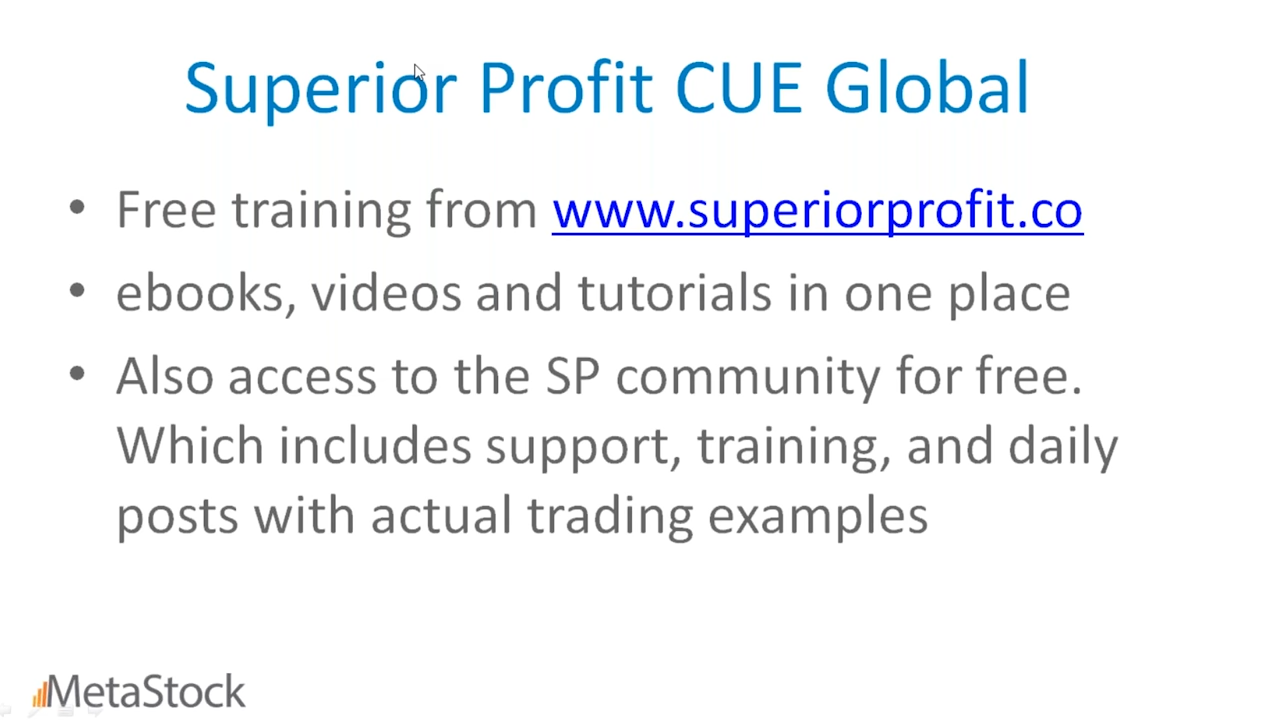 Superior Profit CUE Global
• Free training from www.superiorprofit.co
• ebooks, videos and tutorials in one place
• Also access to the SP community for free.
Which includes support, training, and daily
posts with actual trading examples
MetaStock